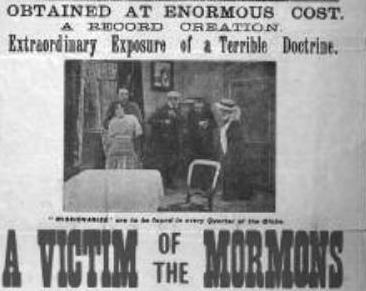 OBTAINED AT ENORMOUS COST.
A RECORD CREATION.
Extraordinary Exposure of a Terrible Doctrine.
"MISSIONARIES" are to be found in every Quarter of the Globe.
A VICTIM OF THE MORMONS